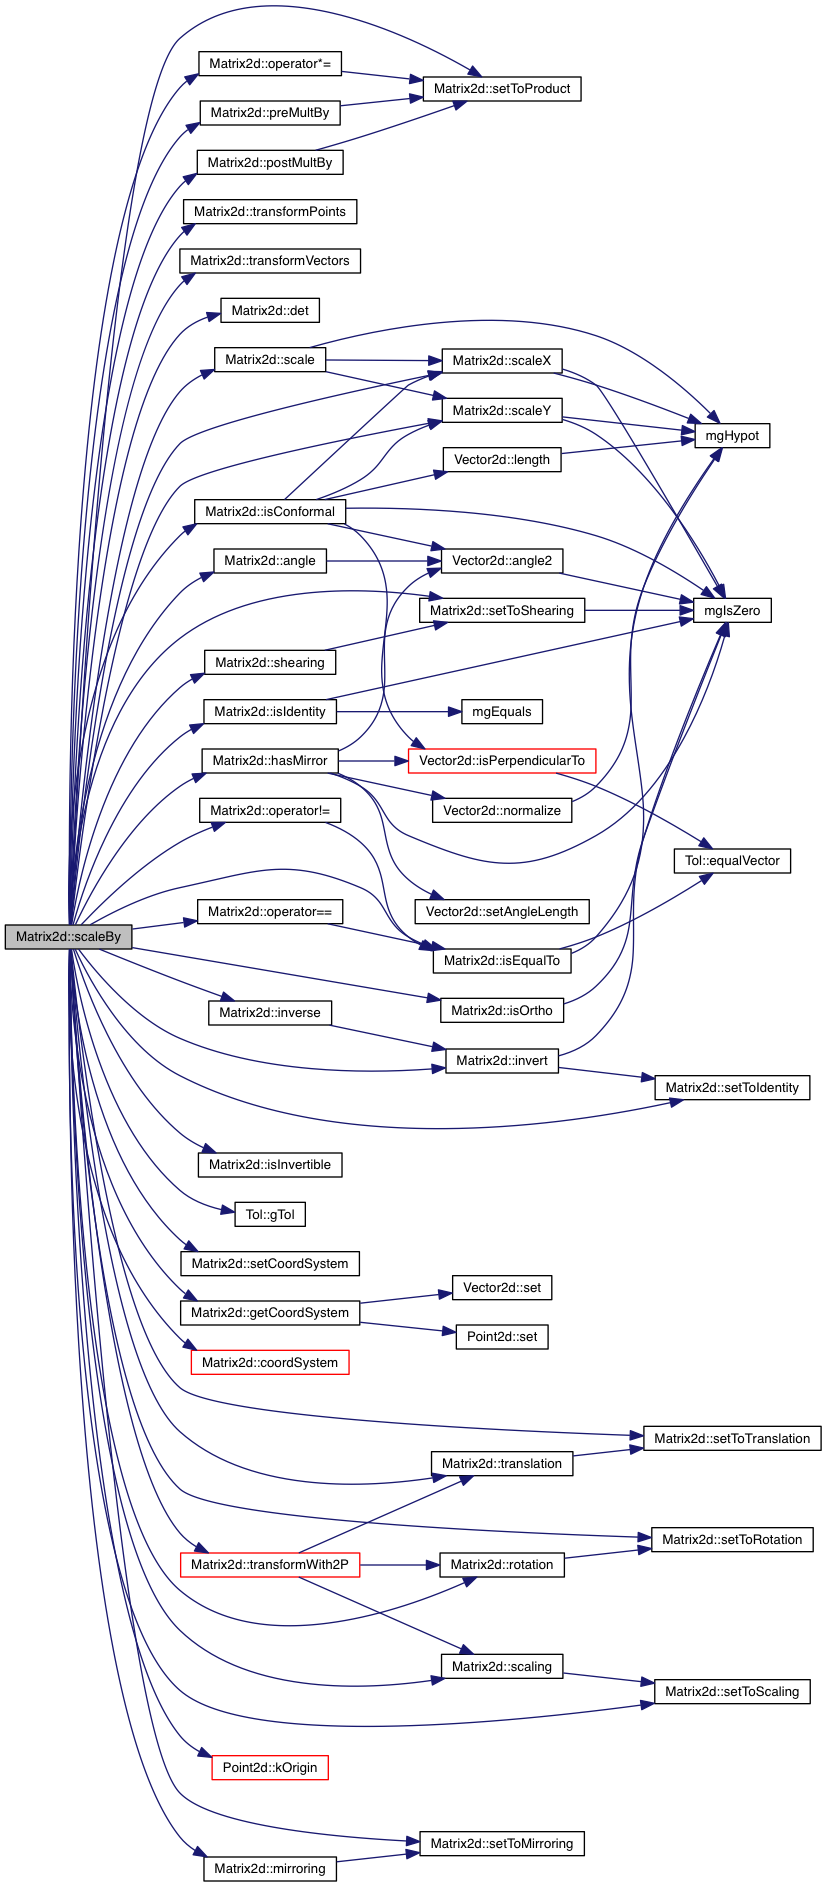 Matrix2d::operator*=
Matrix2d::setToProduct
Matrix2d::preMultBy
Matrix2d::postMultBy
Matrix2d::transformPoints
Matrix2d::transformVectors
Matrix2d::det
Matrix2d::scale
Matrix2d::scaleX
Matrix2d::scaleY
mgHypot
Vector2d::length
Matrix2d::isConformal
Matrix2d::angle
Vector2d::angle2
Matrix2d::setToShearing
mgIsZero
Matrix2d::shearing
Matrix2d::isIdentity
mgEquals
Matrix2d::hasMirror
Vector2d::isPerpendicularTo
Matrix2d::operator!=
Vector2d::normalize
Tol::equalVector
Matrix2d::operator==
Vector2d::setAngleLength
Matrix2d::scaleBy
Matrix2d::isEqualTo
Matrix2d::inverse
Matrix2d::isOrtho
Matrix2d::invert
Matrix2d::setToIdentity
Matrix2d::isInvertible
Tol::gTol
Matrix2d::setCoordSystem
Vector2d::set
Matrix2d::getCoordSystem
Point2d::set
Matrix2d::coordSystem
Matrix2d::setToTranslation
Matrix2d::translation
Matrix2d::setToRotation
Matrix2d::transformWith2P
Matrix2d::rotation
Matrix2d::scaling
Matrix2d::setToScaling
Point2d::kOrigin
Matrix2d::setToMirroring
Matrix2d::mirroring